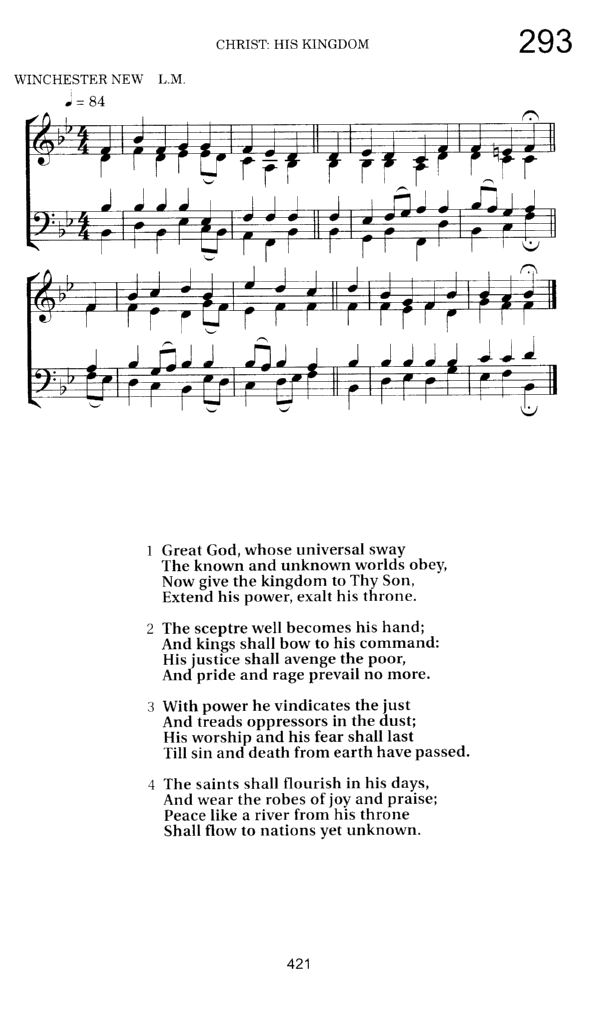 CHRIST: HIS KINGDOM
293
WINCHESTER NEW L.M.
♩ = 84
1 Great God, whose universal sway
The known and unknown worlds obey,
Now give the kingdom to Thy Son,
Extend his power, exalt his throne.
2 The sceptre well becomes his hand;
And kings shall bow to his command:
His justice shall avenge the poor,
And pride and rage prevail no more.
3 With power he vindicates the just
And treads oppressors in the dust;
His worship and his fear shall last
Till sin and death from earth have passed.
4 The saints shall flourish in his days,
And wear the robes of joy and praise;
Peace like a river from his throne
Shall flow to nations yet unknown.
421